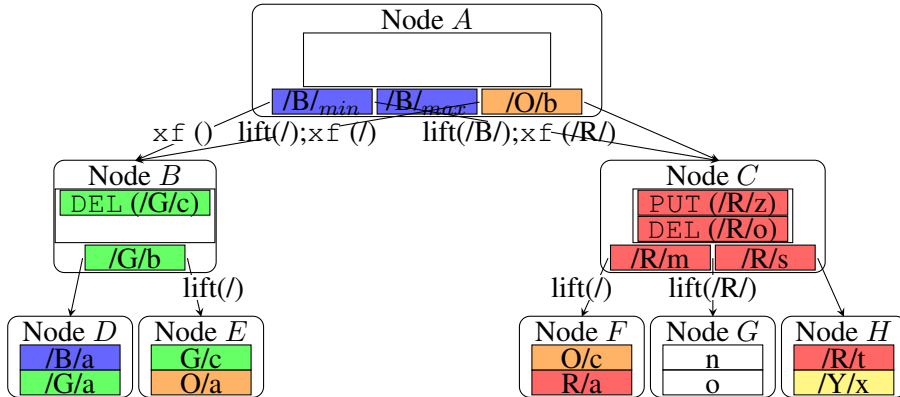 Node A
/B/min /B/max /O/b
xf () lift(/);xf (/) lift(/B/);xf (/R/)
Node B Node C
DEL (/G/c) PUT (/R/z)
DEL (/R/o)
/G/b /R/m /R/s
lift(/) lift(/) lift(/R/)
Node D Node E Node F Node G Node H
/B/a G/c O/c n /R/t
/G/a O/a R/a o /Y/x